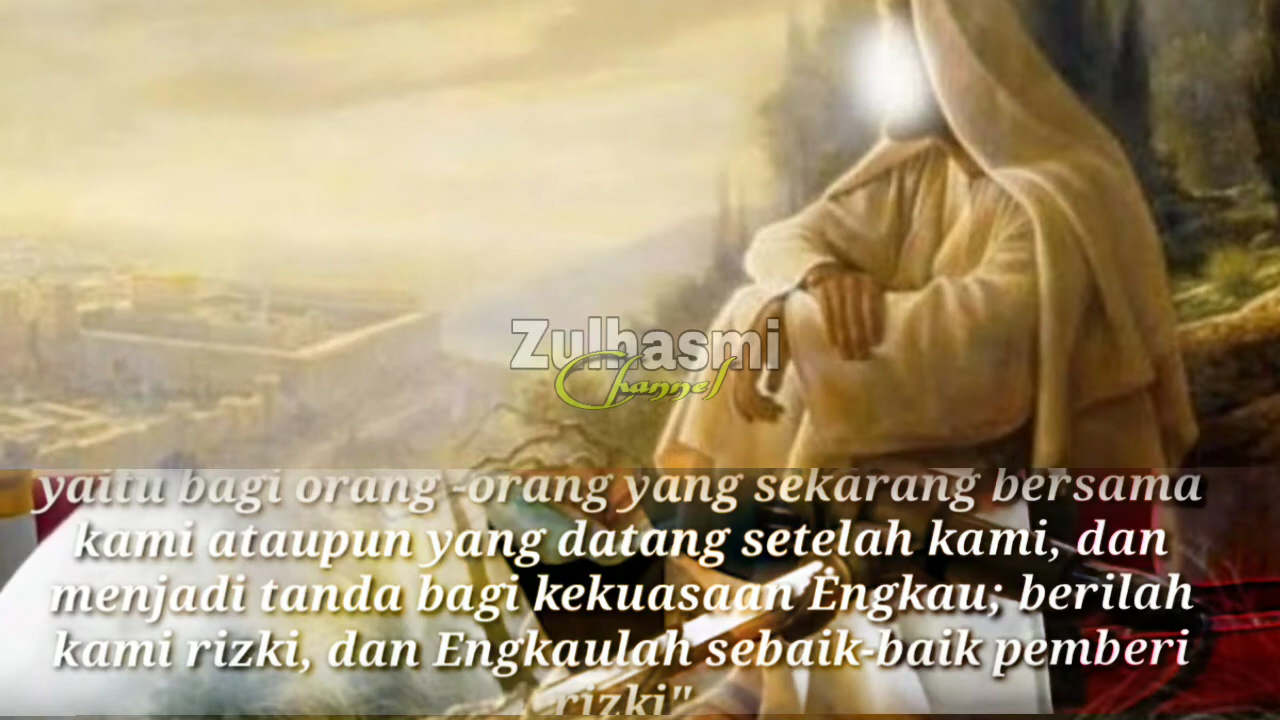 Zulhasmi
Channel
yaitu bagi orang -orang yang sekarang bersama
kami ataupun yang datang setelah kami, dan
menjadi tanda bagi kekuasaan Engkau; berilah
kami rizki, dan Engkaulah sebaik-baik pemberi
rizki"